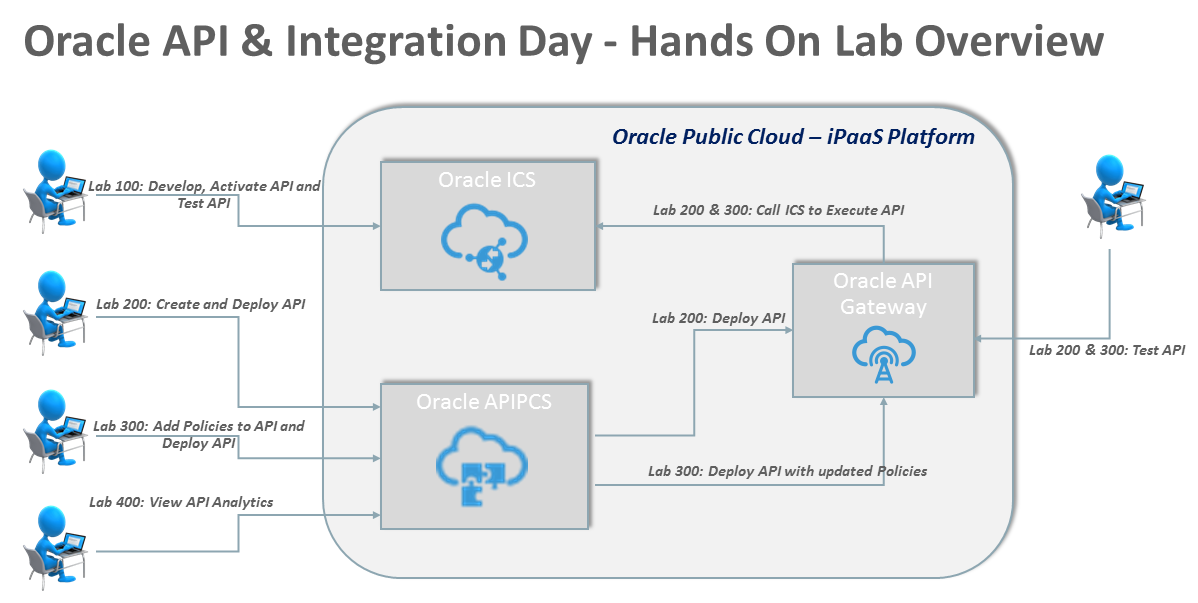 Oracle API & Integration Day - Hands On Lab Overview
Oracle Public Cloud – iPaaS Platform
Lab 100: Develop, Activate API and
Test API
Oracle ICS
Lab 200 & 300: Call ICS to Execute API
Oracle API
Gateway
Lab 200: Create and Deploy API
Lab 200: Deploy API
Lab 200 & 300: Test API
Oracle APIPCS
Lab 300: Add Policies to API and
Deploy API
Lab 300: Deploy API with updated Policies
Lab 400: View API Analytics